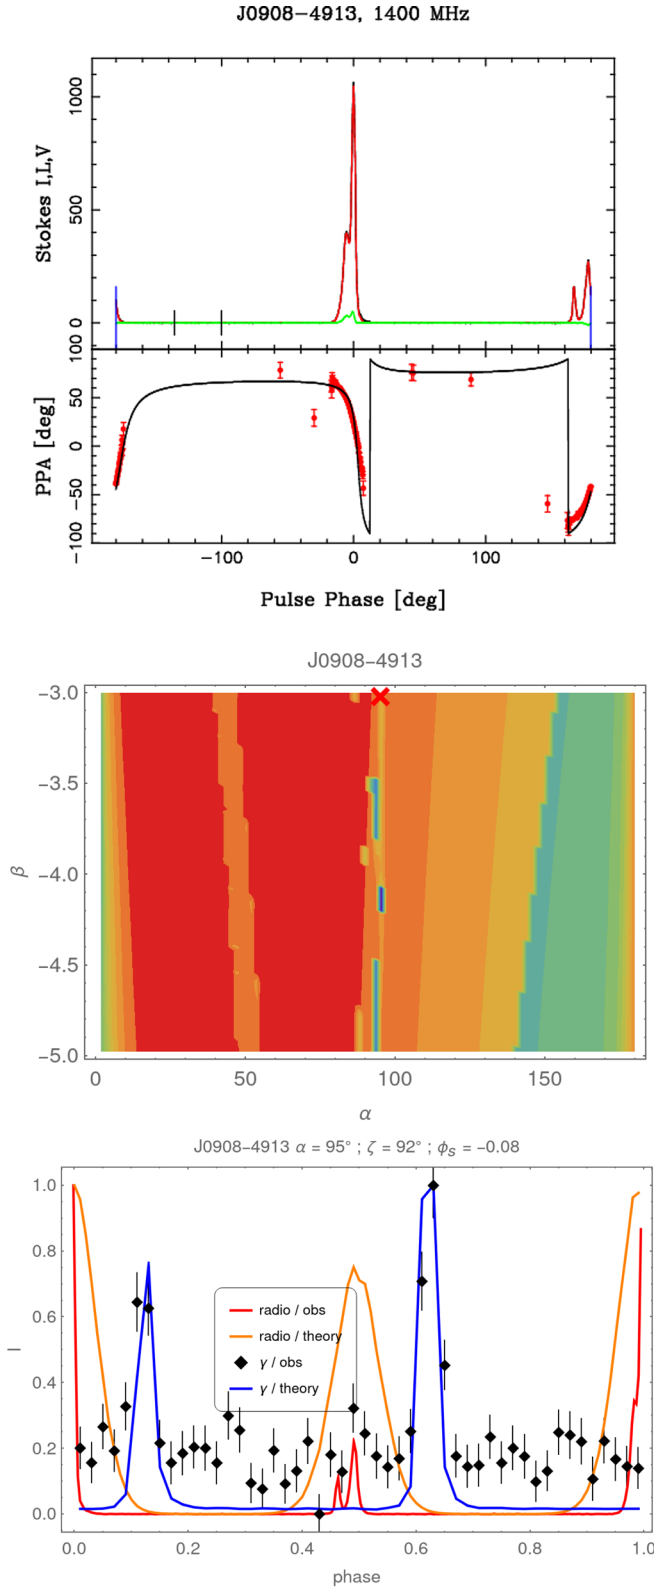 J0908−4913, 1400 MHz
Stokes I,L,V
1000
500
0
100
50
0
−50
−100
PPA [deg]
−100
0
100
Pulse Phase [deg]
J0908−4913
−3.0
−3.5
−4.0
−4.5
−5.0
β
0
50
100
150
α
J0908−4913 α = 95° ; ζ = 92° ; ϕs = −0.08
1.0
0.8
0.6
0.4
0.2
0.0
I
radio / obs
radio / theory
γ / obs
γ / theory
0.0
0.2
0.4
0.6
0.8
1.0
phase